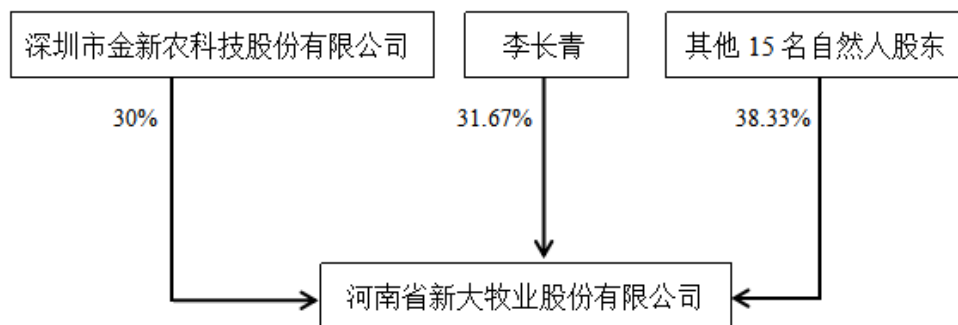 深圳市金新农科技股份有限公司
李长青
其他 15 名自然人股东
30%
31.67%
38.33%
河南省新大牧业股份有限公司